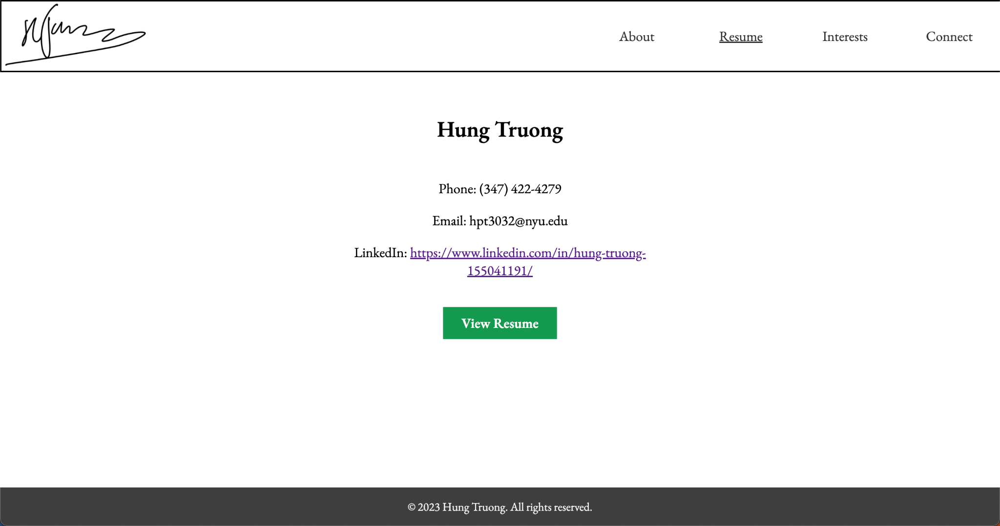 About
Resume
Interests
Connect
Hung Truong
Phone: (347) 422-4279
Email: hpt3032@nyu.edu
LinkedIn: https://www.linkedin.com/in/hung-truong-
155041191/
View Resume
© 2023 Hung Truong. All rights reserved.